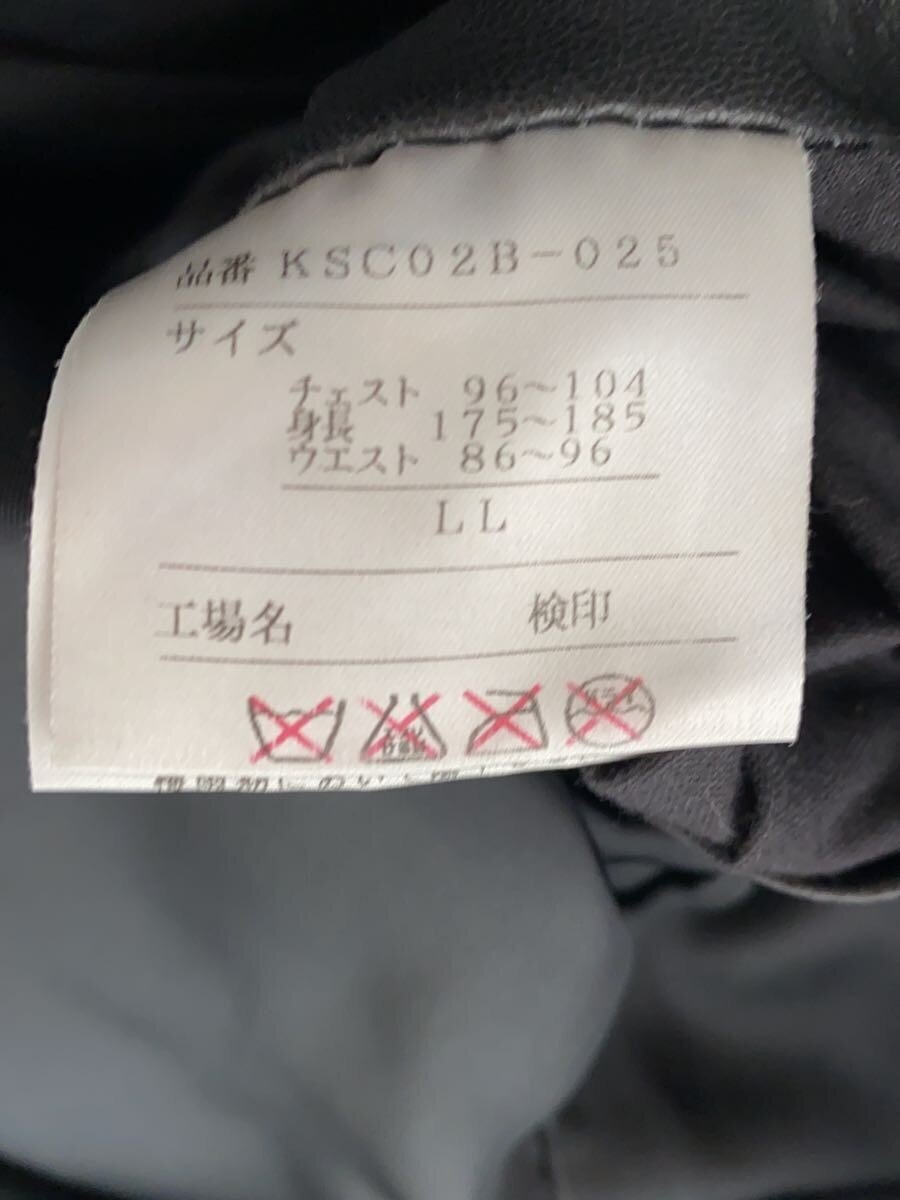 品番 KSC02B-025
サイズ
チェスト 96~104
身長 175~185
ウエスト 86~96
LL
工場名 検印